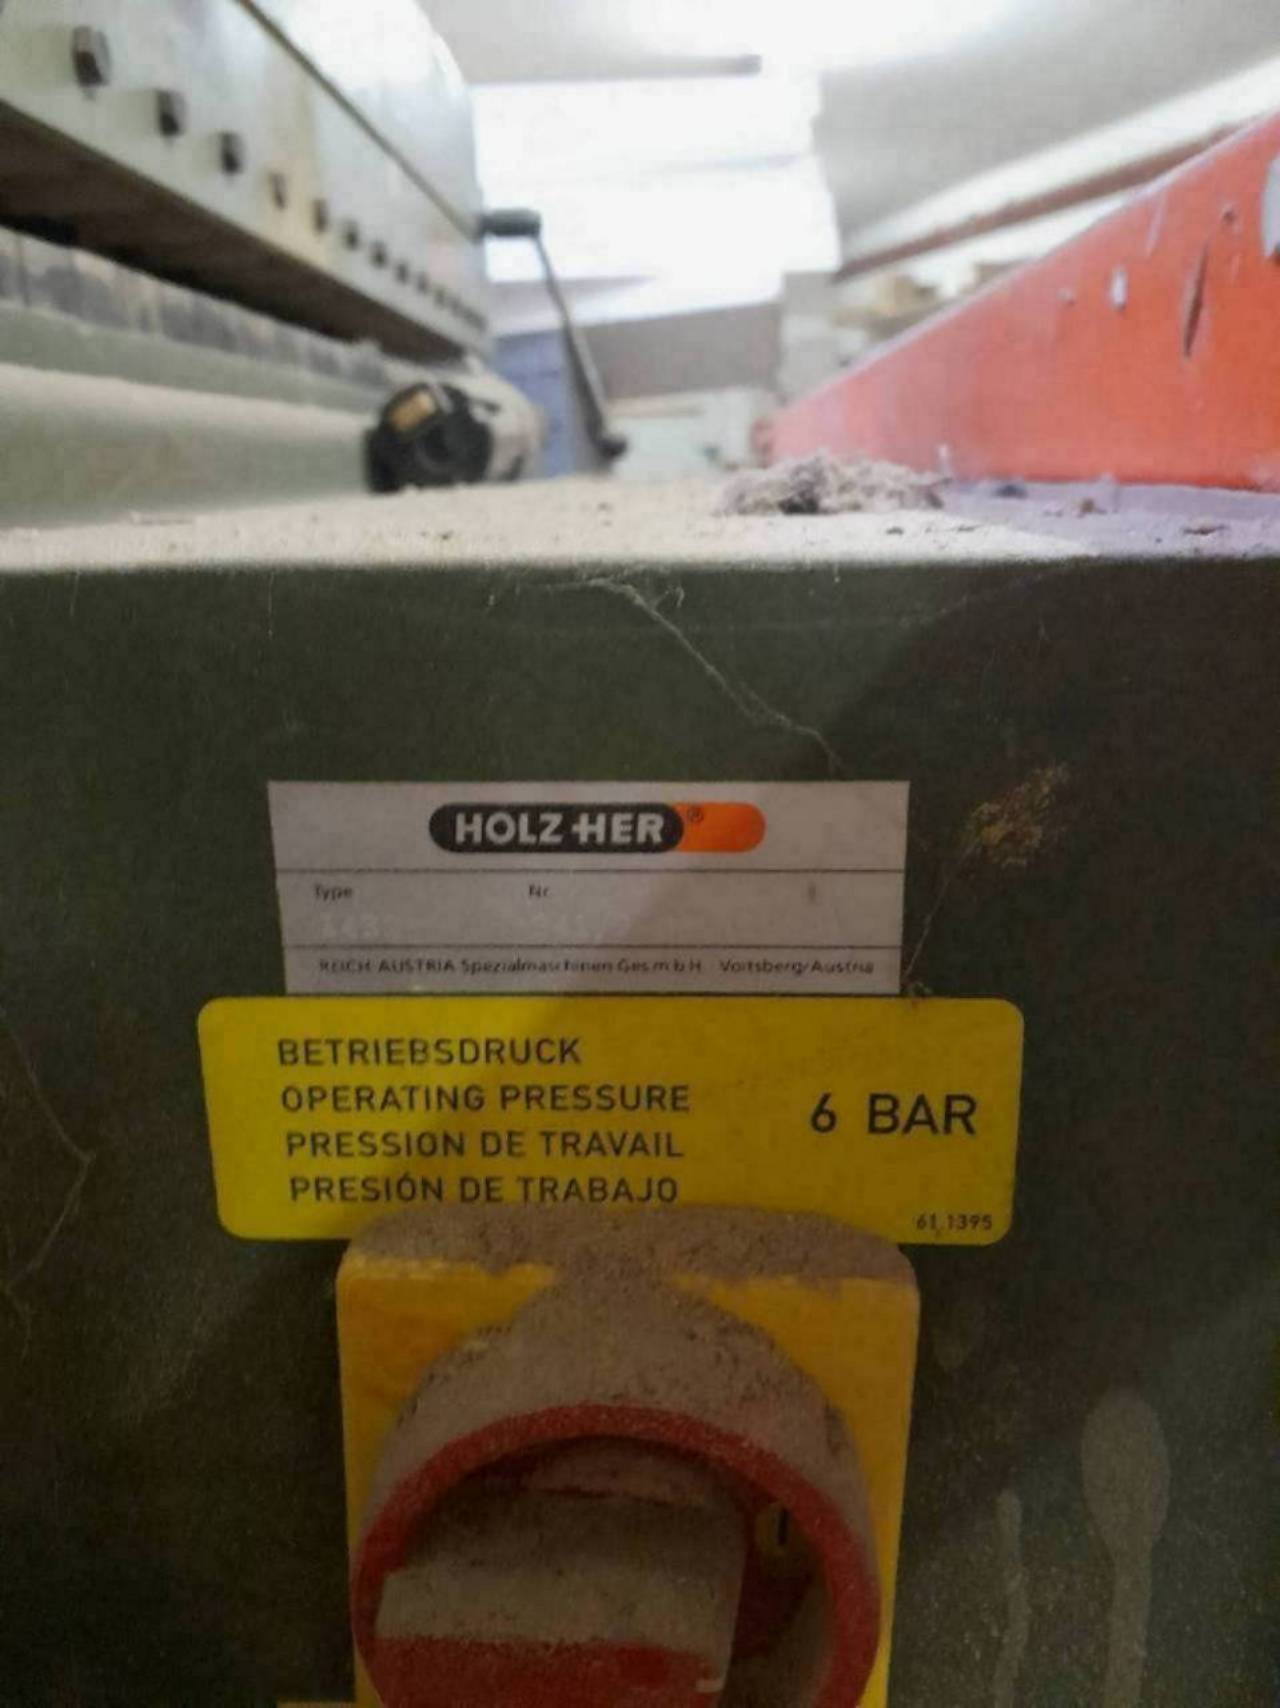 HOLZ-HER®
Type Nr
REICH AUSTRIA Spezialmaschinen Ges.m.b.H. Voitsberg/Austria
BETRIEBSDRUCK
OPERATING PRESSURE
PRESSION DE TRAVAIL
PRESIÓN DE TRABAJO
6 BAR
61.1395
I